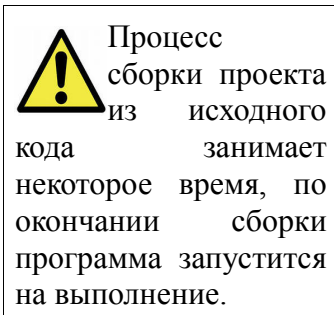 Процесс
сборки проекта
из исходного
кода занимает
некоторое время, по
окончании сборки
программа запустится
на выполнение.